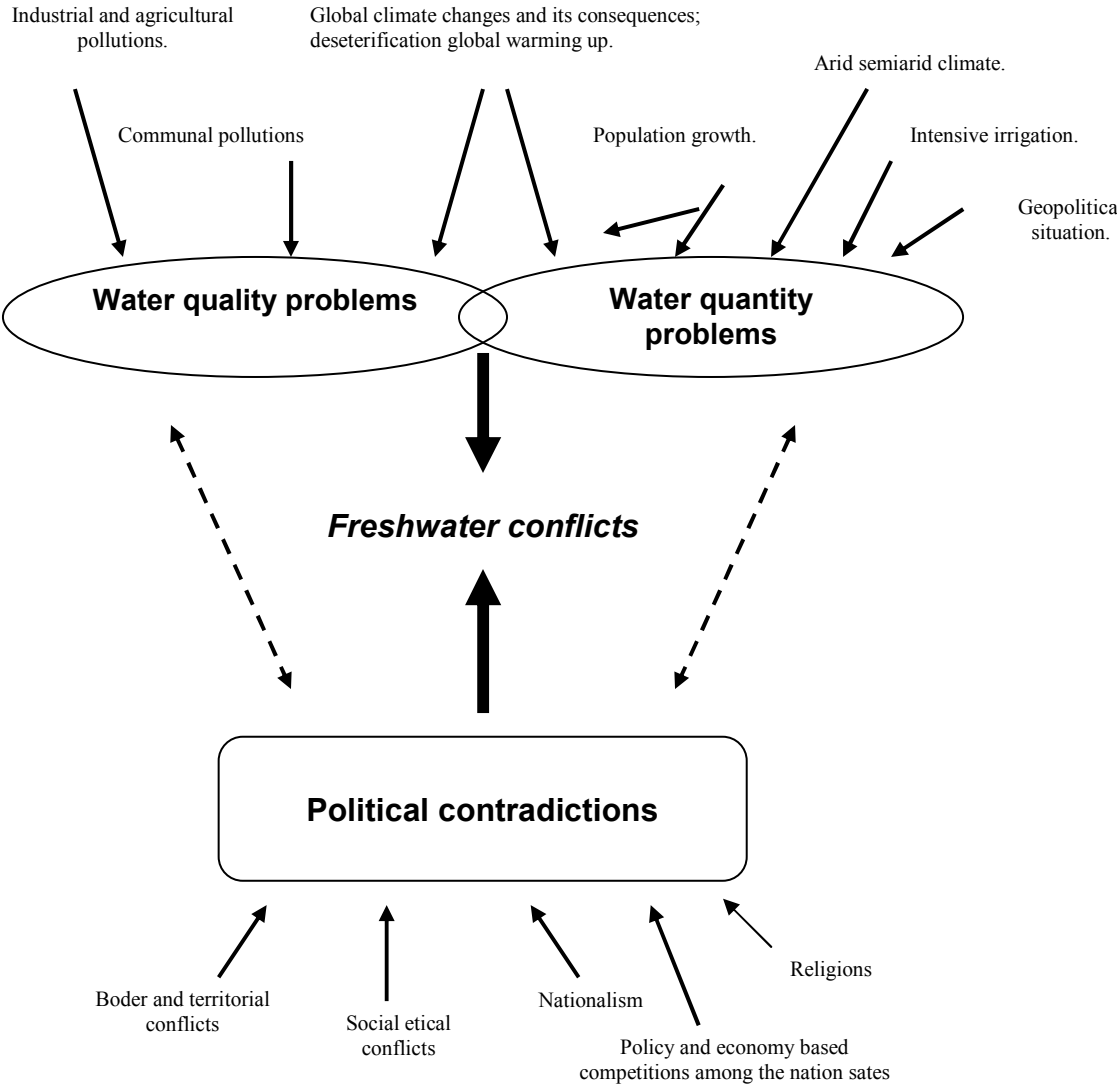 Industrial and agricultural
pollutions.
Global climate changes and its consequences;
deseterification global warming up.
Arid semiarid climate.
Communal pollutions
Population growth.
Intensive irrigation.
Geopolitica
situation.
Water quality problems
Water quantity
problems
Freshwater conflicts
Political contradictions
Religions
Boder and territorial
conflicts
Social etical
conflicts
Nationalism
Policy and economy based
competitions among the nation sates